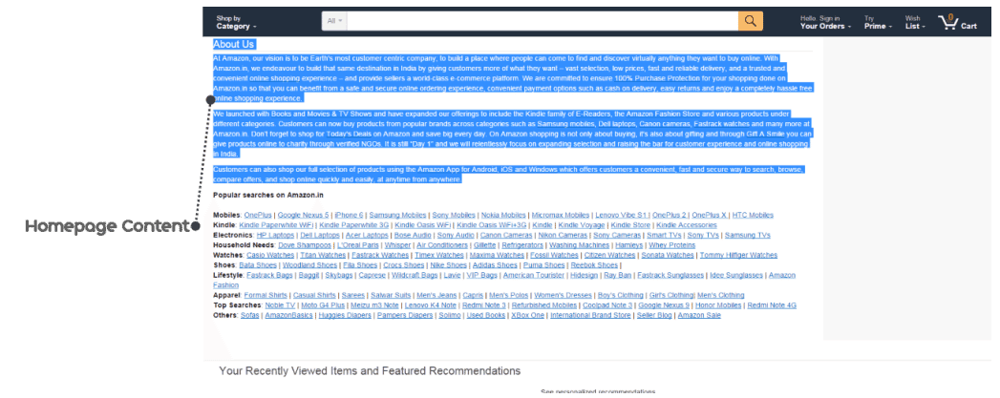 Shop by
Category
All
Hello. Sign in
Your Orders
Try
Prime
Wish
List
0
Cart
About Us
At Amazon, our vision is to be Earth's most customer centric company; to build a place where people can come to find and discover virtually anything they want to buy online. With
Amazon.in, we endeavour to build that same destination in India by giving customers more of what they want – vast selection, low prices, fast and reliable delivery, and a trusted and
convenient online shopping experience – and provide sellers a world-class e-commerce platform. We are committed to ensure 100% Purchase Protection for your shopping done on
Amazon.in so that you can benefit from a safe and secure online ordering experience, convenient payment options such as cash on delivery, easy returns and enjoy a completely hassle free
online shopping experience.
We launched with Books and Movies & TV Shows and have expanded our offerings to include the Kindle family of E-Readers, the Amazon Fashion Store and various products under
different categories. Customers can now buy products from popular brands across categories such as Samsung mobiles, Dell laptops, Canon cameras, Fastrack watches and many more at
Amazon.in. Don't forget to shop for Today's Deals on Amazon and save big every day. On Amazon shopping is not only about buying, it's also about gifting and through Gift A Smile you can
give products online to charity through verified NGOs. It is still "Day 1" and we will relentlessly focus on expanding selection and raising the bar for customer experience and online shopping
in India.
Customers can also shop our full selection of products using the Amazon App for Android, iOS and Windows which offers customers a convenient, fast and secure way to search, browse,
compare offers, and shop online quickly and easily, at anytime from anywhere.
Popular searches on Amazon.in
Homepage Content
Mobiles: OnePlus | Google Nexus 5 | iPhone 6 | Samsung Mobiles | Sony Mobiles | Nokia Mobiles | Micromax Mobiles | Lenovo Vibe S1 | OnePlus 2 | OnePlus X | HTC Mobiles
Kindle: Kindle Paperwhite WiFi | Kindle Paperwhite 3G | Kindle Oasis WiFi | Kindle Oasis WiFi+3G | Kindle | Kindle Voyage | Kindle Store | Kindle Accessories
Electronics: HP Laptops | Dell Laptops | Acer Laptops | Bose Audio | Sony Audio | Canon Cameras | Nikon Cameras | Sony Cameras | Smart TVs | Sony TVs | Samsung TVs
Household Needs: Dove Shampoos | L'Oreal Paris | Whisper | Air Conditioners | Gillette | Refrigerators | Washing Machines | Hamleys | Whey Proteins
Watches: Casio Watches | Titan Watches | Fastrack Watches | Timex Watches | Maxima Watches | Fossil Watches | Citizen Watches | Sonata Watches | Tommy Hilfiger Watches
Shoes: Bata Shoes | Woodland Shoes | Fila Shoes | Crocs Shoes | Nike Shoes | Adidas Shoes | Puma Shoes | Reebok Shoes |
Lifestyle: Fastrack Bags | Baggit | Skybags | Caprese | Wildcraft Bags | Lavie | VIP Bags | American Tourister | Hidesign | Ray Ban | Fastrack Sunglasses | Idee Sunglasses | Amazon
Fashion
Apparel: Formal Shirts | Casual Shirts | Sarees | Salwar Suits | Men's Jeans | Capris | Men's Polos | Women's Dresses | Boy's Clothing | Girl's Clothing| Men's Clothing
Top Searches: Noble TV | Moto G4 Plus | Meizu m3 Note | Lenovo K4 Note | Redmi Note 3 | Refurbished Mobiles | Coolpad Note 3 | Google Nexus 9 | Honor Mobiles | Redmi Note 4G
Others: Sofas | AmazonBasics | Huggies Diapers | Pampers Diapers | Solimo | Used Books | XBox One | International Brand Store | Seller Blog | Amazon Sale
Your Recently Viewed Items and Featured Recommendations
See personalized recommendations